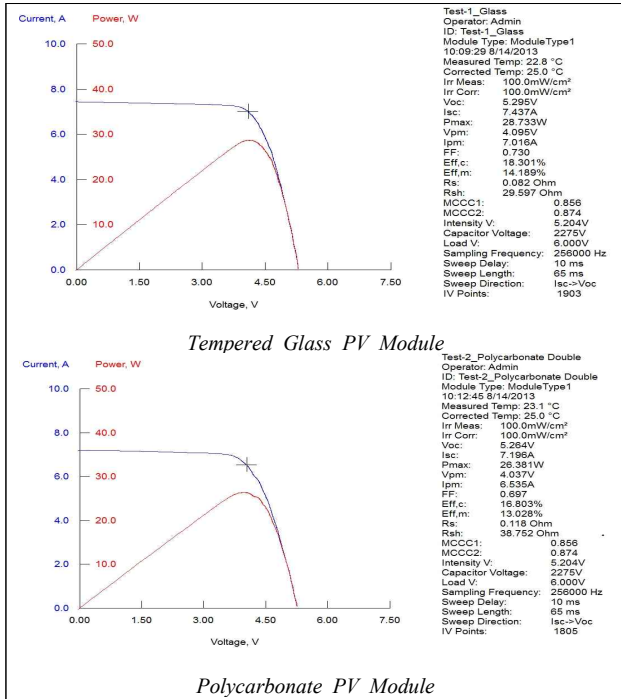 Current, A Power, W
10.0 50.0
8.0 40.0
6.0 30.0
4.0 20.0
2.0 10.0
0.0
0.00 1.50 3.00 4.50 6.00 7.50
Voltage, V
Test-1_Glass
Operator: Admin
ID: Test-1_Glass
Module Type: ModuleType1
10:09:29 8/14/2013
Measured Temp: 22.8 °C
Corrected Temp: 25.0 °C
Irr Meas: 100.0mW/cm²
Irr Corr: 100.0mW/cm²
Voc: 5.295V
Isc: 7.437A
Pmax: 28.733W
Vpm: 4.095V
Ipm: 7.016A
FF: 0.730
Eff,c: 18.301%
Eff,m: 14.189%
Rs: 0.082 Ohm
Rsh: 29.597 Ohm
MCCC1: 0.856
MCCC2: 0.874
Intensity V: 5.204V
Capacitor Voltage: 2275V
Load V: 6.000V
Sampling Frequency: 256000 Hz
Sweep Delay: 10 ms
Sweep Length: 65 ms
Sweep Direction: Isc->Voc
IV Points: 1903
Tempered Glass PV Module
Current, A Power, W
10.0 50.0
8.0 40.0
6.0 30.0
4.0 20.0
2.0 10.0
0.0
0.00 1.50 3.00 4.50 6.00 7.50
Voltage, V
Test-2_Polycarbonate Double
Operator: Admin
ID: Test-2_Polycarbonate Double
Module Type: ModuleType1
10:12:45 8/14/2013
Measured Temp: 23.1 °C
Corrected Temp: 25.0 °C
Irr Meas: 100.0mW/cm²
Irr Corr: 100.0mW/cm²
Voc: 5.264V
Isc: 7.196A
Pmax: 26.381W
Vpm: 4.037V
Ipm: 6.535A
FF: 0.697
Eff,c: 16.803%
Eff,m: 13.028%
Rs: 0.118 Ohm
Rsh: 38.752 Ohm
MCCC1: 0.856
MCCC2: 0.874
Intensity V: 5.204V
Capacitor Voltage: 2275V
Load V: 6.000V
Sampling Frequency: 256000 Hz
Sweep Delay: 10 ms
Sweep Length: 65 ms
Sweep Direction: Isc->Voc
IV Points: 1805
Polycarbonate PV Module